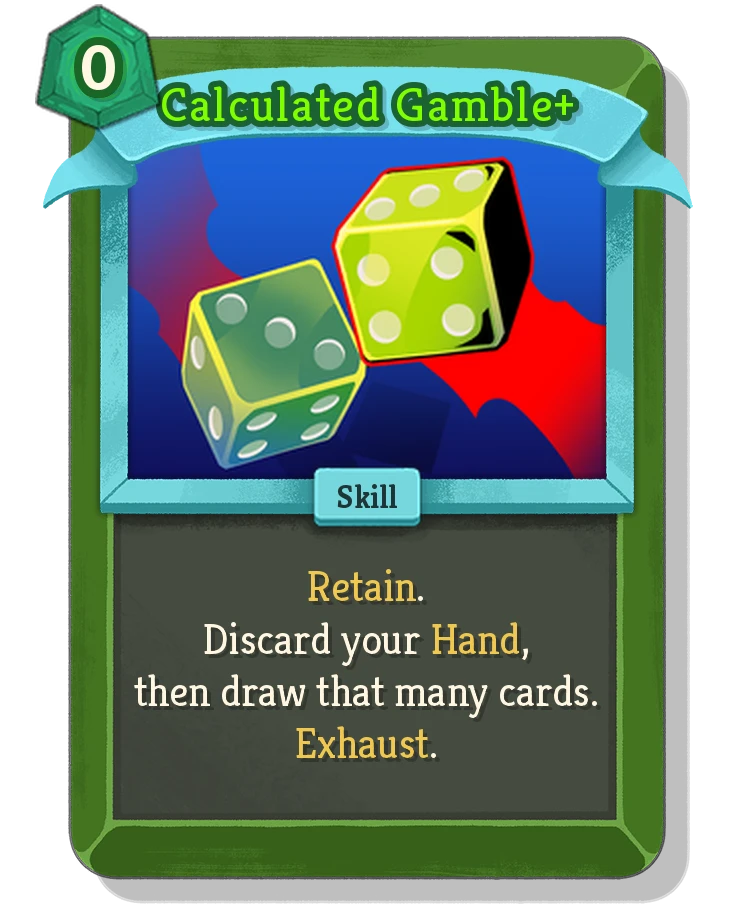 0
Calculated Gamble+
Skill
Retain.
Discard your Hand,
then draw that many cards.
Exhaust.